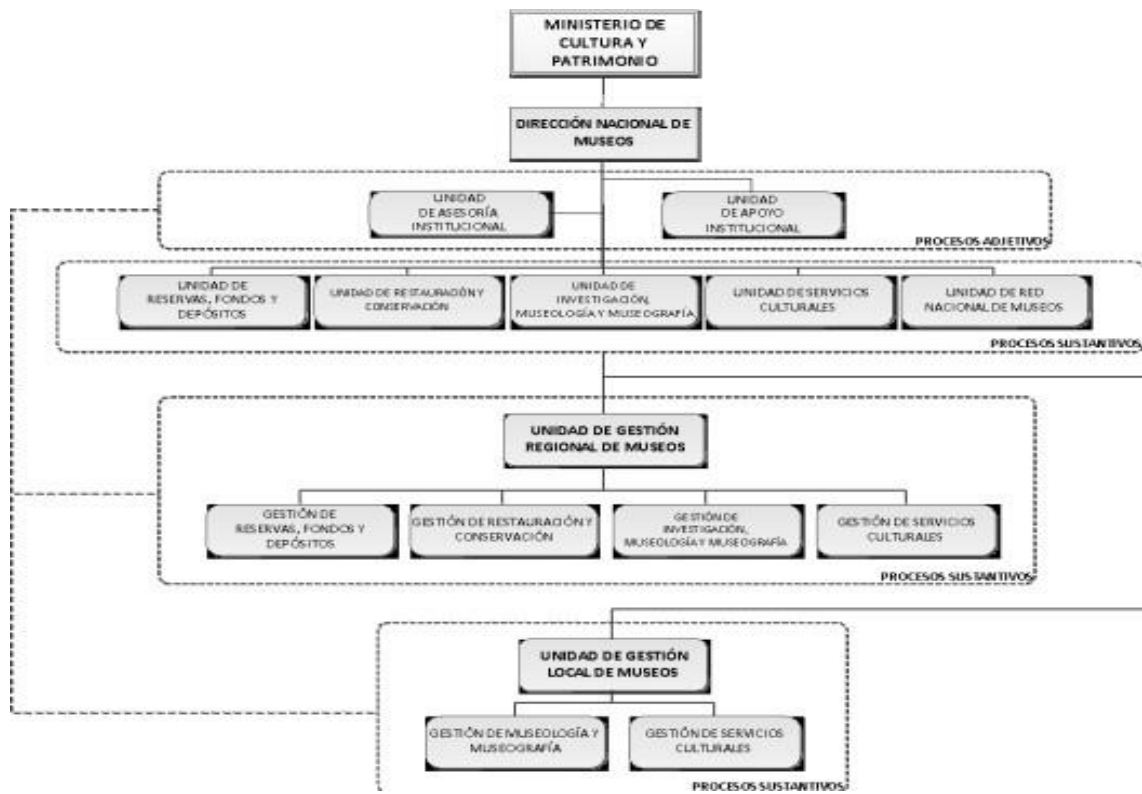 MINISTERIO DE
CULTURA Y
PATRIMONIO
DIRECCIÓN NACIONAL DE
MUSEOS
UNIDAD
DE ASESORÍA
INSTITUCIONAL
UNIDAD
DE APOYO
INSTITUCIONAL
PROCESOS ADJETIVOS
UNIDAD DE
RESERVAS, FONDOS Y
DEPÓSITOS
UNIDAD DE RESTAURACIÓN Y
CONSERVACIÓN
UNIDAD DE
INVESTIGACIÓN,
MUSEOLOGÍA Y MUSEOGRAFÍA
UNIDAD DE SERVICIOS
CULTURALES
UNIDAD DE RED
NACIONAL DE MUSEOS
PROCESOS SUSTANTIVOS
UNIDAD DE GESTIÓN
REGIONAL DE MUSEOS
GESTIÓN DE
RESERVAS, FONDOS Y
DEPÓSITOS
GESTIÓN DE RESTAURACIÓN Y
CONSERVACIÓN
GESTIÓN DE
INVESTIGACIÓN,
MUSEOLOGÍA Y MUSEOGRAFÍA
GESTIÓN DE SERVICIOS
CULTURALES
PROCESOS SUSTANTIVOS
UNIDAD DE GESTIÓN
LOCAL DE MUSEOS
GESTIÓN DE MUSEOLOGÍA Y
MUSEOGRAFÍA
GESTIÓN DE SERVICIOS
CULTURALES
PROCESOS SUSTANTIVOS